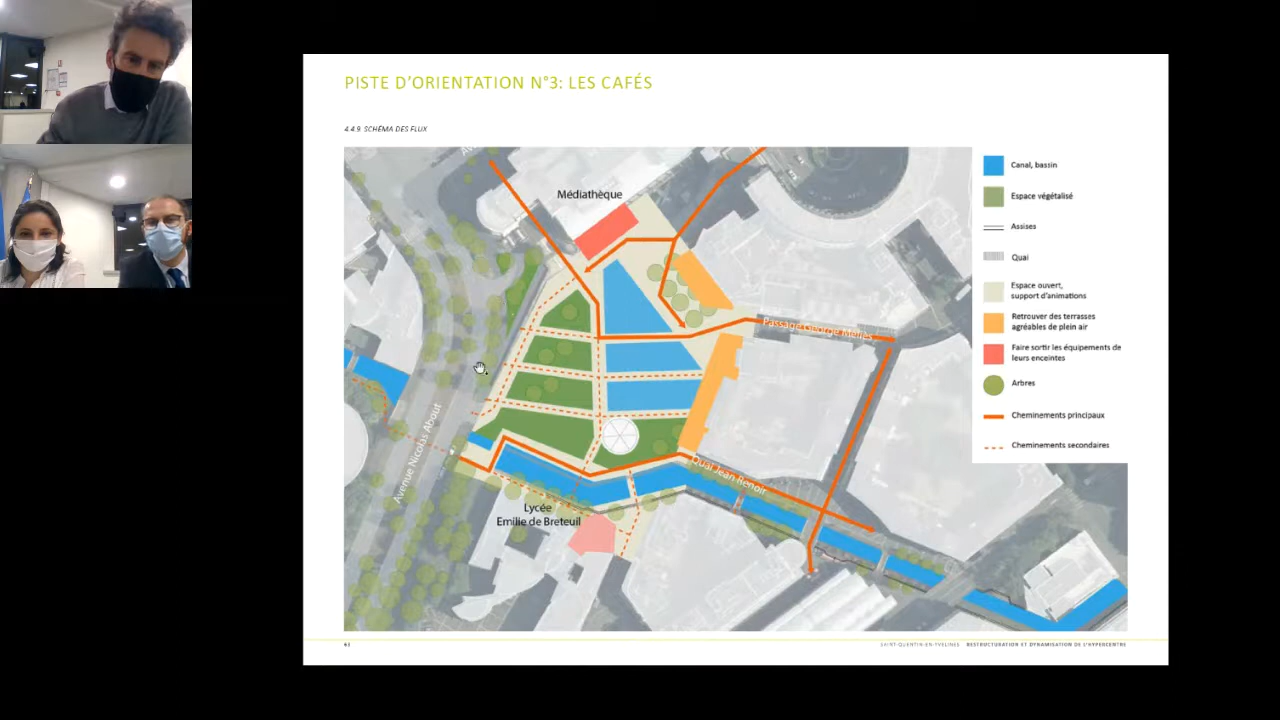 PISTE D'ORIENTATION N°3: LES CAFÉS
4.4.9 SCHÉMA DES FLUX
Médiathèque
Canal, bassin
Espace végétalisé
Assises
Quai
Espace ouvert,
support d'animations
Retrouver des terrasses
agréables de plein air
Faire sortir les équipements de
leurs enceintes
Arbres
Cheminements principaux
Cheminements secondaires
Passage George Méliès
Avenue Nicolas About
Quai Jean Renoir
Lycée
Emilie de Breteuil
SAINT-QUENTIN-EN-YVELINES RESTRUCTURATION ET DYNAMISATION DE L'HYPERCENTRE